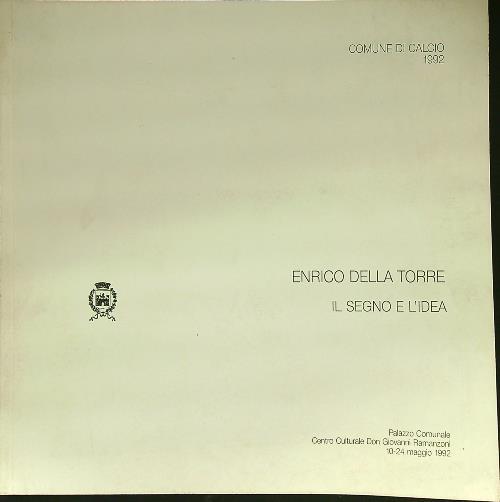 COMUNE DI CALCIO
1992
ENRICO DELLA TORRE
IL SEGNO E L'IDEA
Palazzo Comunale
Centro Culturale Don Giovanni Ramanzoni
10-24 maggio 1992